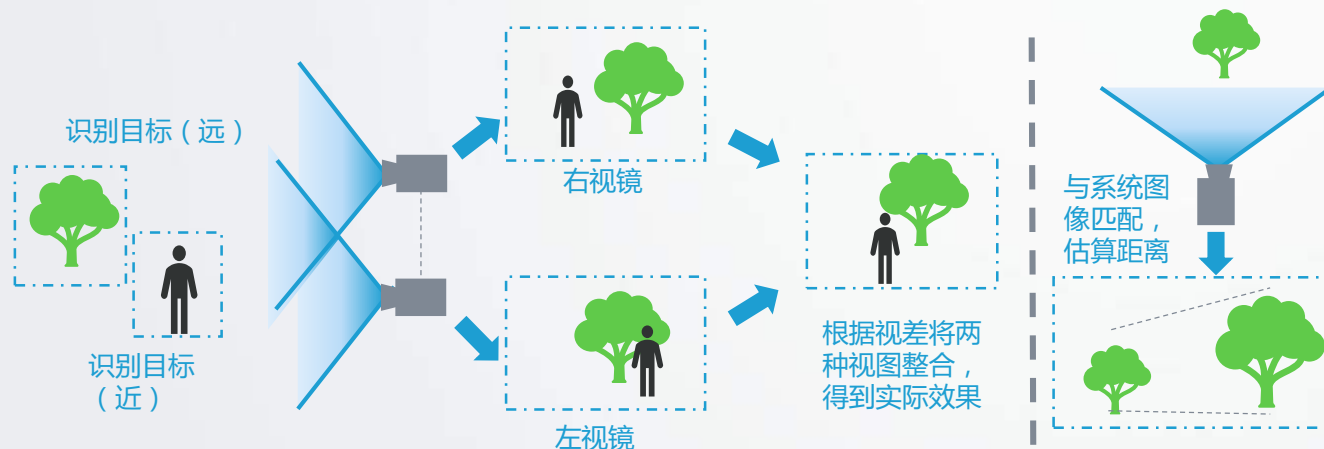 识别目标（远）
识别目标
（近）
右视镜
左视镜
根据视差将两
种视图整合，
得到实际效果
与系统图
像匹配，
估算距离